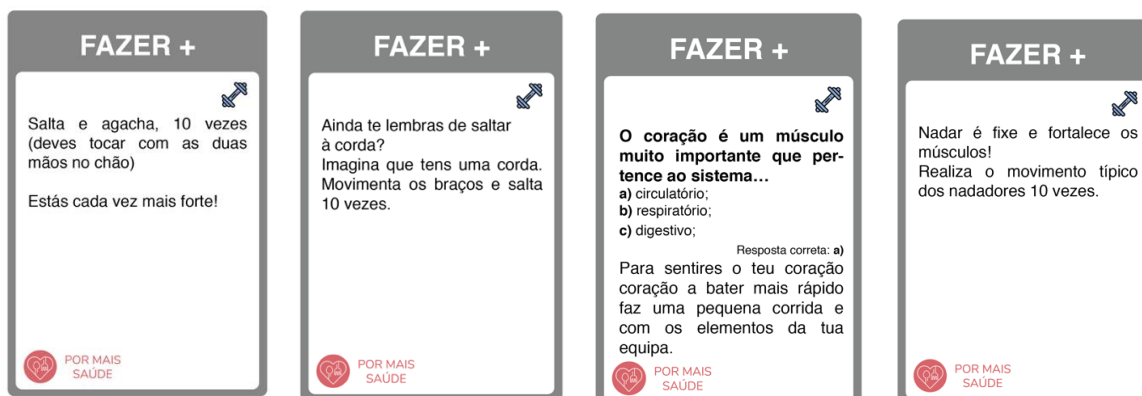 FAZER +
Salta e agacha, 10 vezes
(deves tocar com as duas
mãos no chão)
Estás cada vez mais forte!
POR MAIS
SAÚDE
FAZER +
Ainda te lembras de saltar
à corda?
Imagina que tens uma corda.
Movimenta os braços e salta
10 vezes.
POR MAIS
SAÚDE
FAZER +
O coração é um músculo
muito importante que per-
tence ao sistema...
a) circulatório;
b) respiratório;
c) digestivo;
Resposta correta: a)
Para sentires o teu coração
coração a bater mais rápido
faz uma pequena corrida e
com os elementos da tua
equipa.
POR MAIS
SAÚDE
FAZER +
Nadar é fixe e fortalece os
músculos!
Realiza o movimento típico
dos nadadores 10 vezes.
POR MAIS
SAÚDE